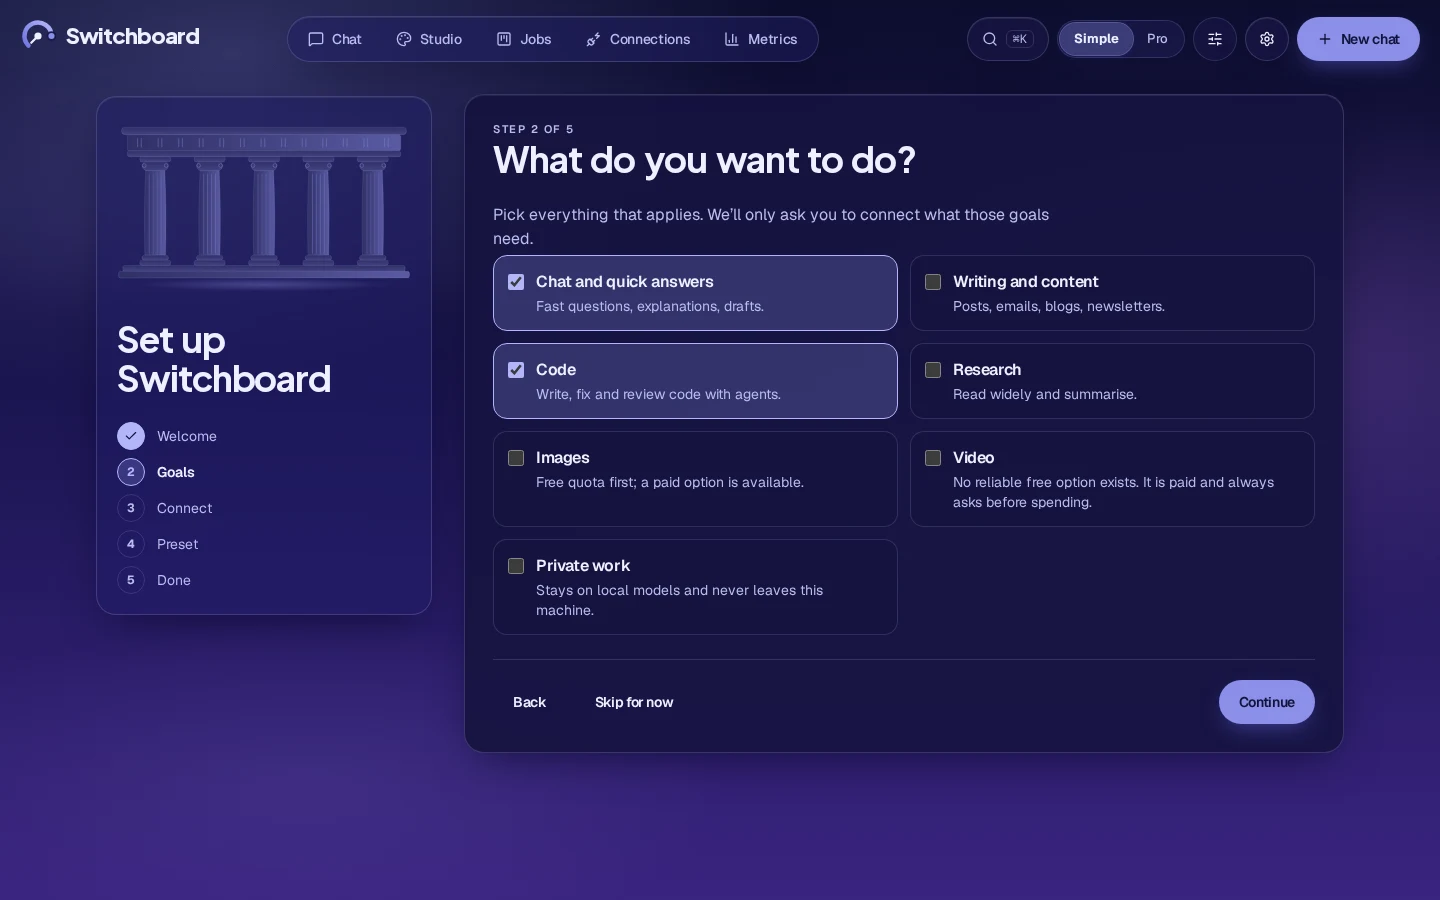 Switchboard
Chat
Studio
Jobs
Connections
Metrics
⌘K
Simple
Pro
New chat
Set up
Switchboard
Welcome
2
Goals
3
Connect
4
Preset
5
Done
STEP 2 OF 5
What do you want to do?
Pick everything that applies. We’ll only ask you to connect what those goals
need.
Chat and quick answers
Fast questions, explanations, drafts.
Writing and content
Posts, emails, blogs, newsletters.
Code
Write, fix and review code with agents.
Research
Read widely and summarise.
Images
Free quota first; a paid option is available.
Video
No reliable free option exists. It is paid and always
asks before spending.
Private work
Stays on local models and never leaves this
machine.
Back
Skip for now
Continue